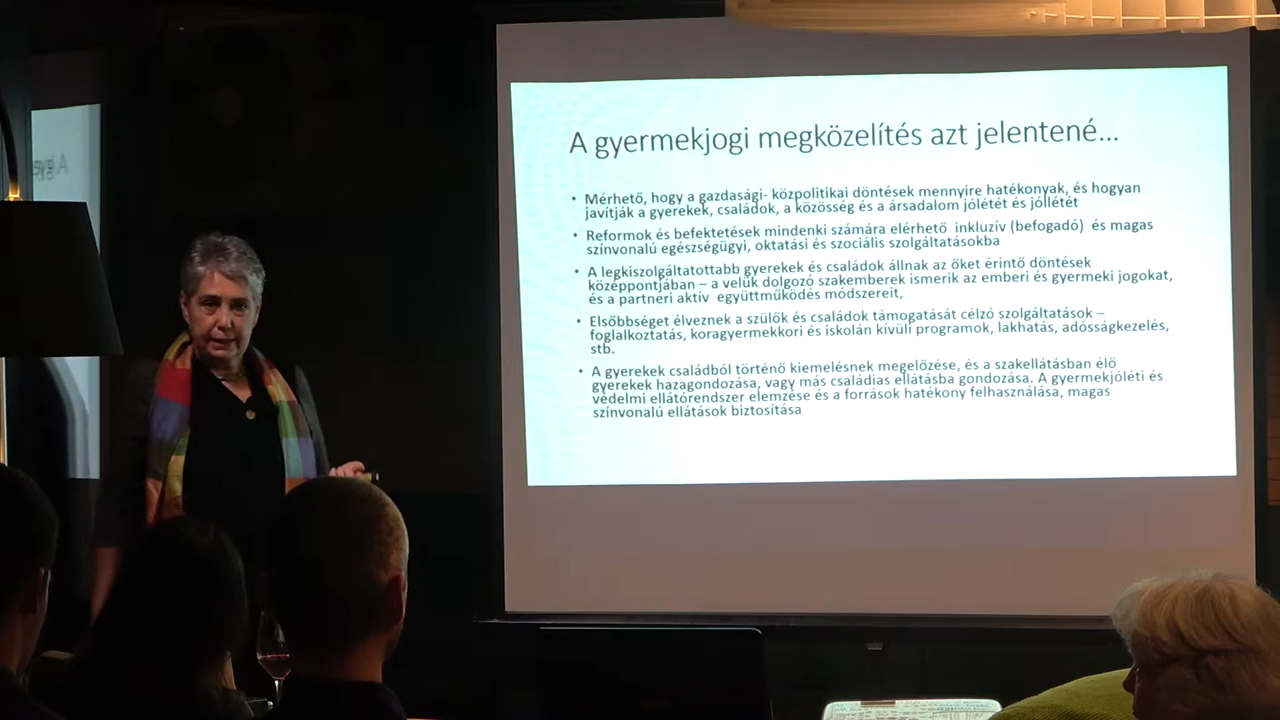 A gyermekjogi megközelítés azt jelentené...
• Mérhető, hogy a gazdasági- közpolitikai döntések mennyire hatékonyak, és hogyan
javítják a gyerekek, családok, a közösség és a ársadalom jólétét és jóllétét
• Reformok és befektetések mindenki számára elérhető inkluzív (befogadó) és magas
színvonalú egészségügyi, oktatási és szociális szolgáltatásokba
• A legkiszolgáltatottabb gyerekek és családok állnak az őket érintő döntések
középpontjában – a velük dolgozó szakemberek ismerik az emberi és gyermeki jogokat,
és a partneri aktív együttműködés módszereit,
• Elsőbbséget élveznek a szülők és családok támogatását célzó szolgáltatások –
foglalkoztatás, koragyermekkori és iskolán kívüli programok, lakhatás, adósságkezelés,
stb.
• A gyerekek családból történő kiemelésnek megelőzése, és a szakellátásban élő
gyerekek hazagondozása, vagy más családias ellátásba gondozása. A gyermekjóléti és
védelmi ellátórendszer elemzése és a források hatékony felhasználása, magas
színvonalú ellátások biztosítása